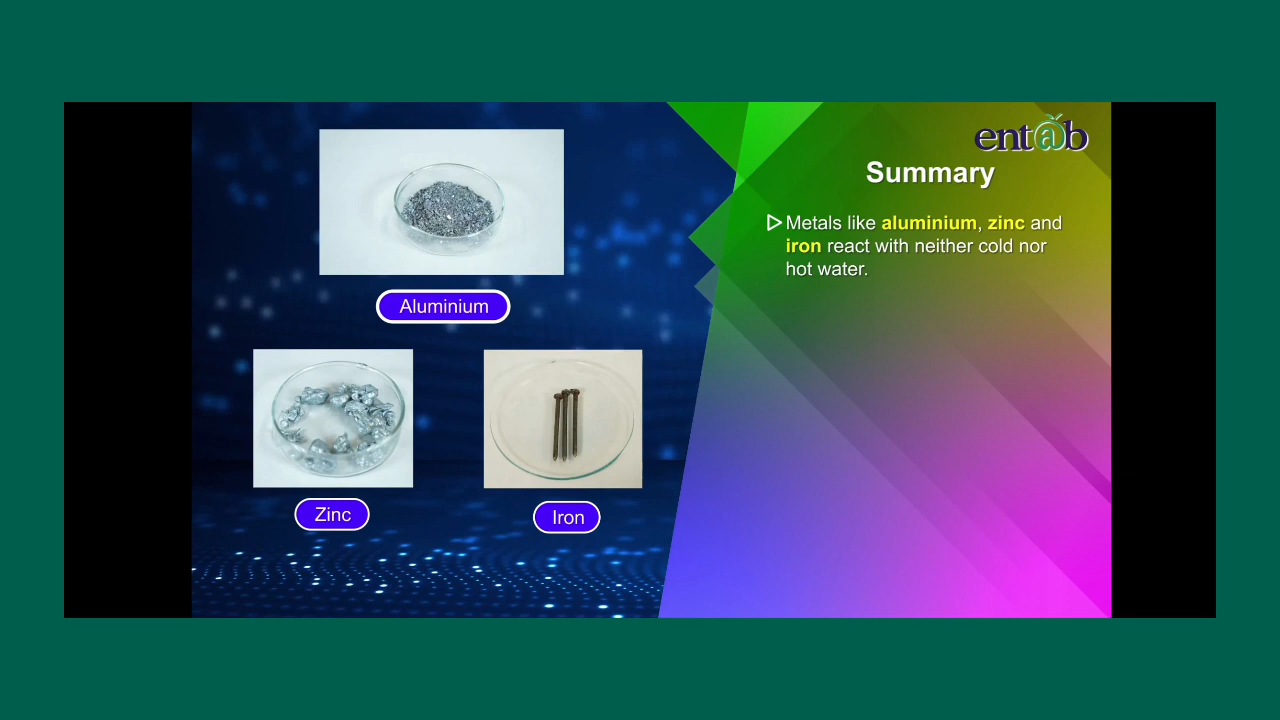 entab
Summary
Metals like aluminium, zinc and
iron react with neither cold nor
hot water.
Aluminium
Zinc
Iron